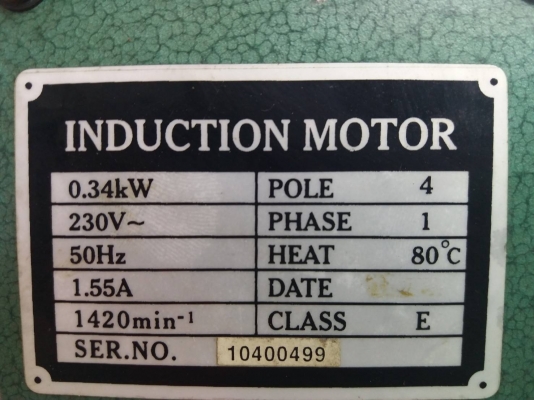 INDUCTION MOTOR
0.34kW POLE 4
230V~ PHASE 1
50Hz HEAT 80°C
1.55A DATE
1420min⁻¹ CLASS E
SER.NO. 10400499